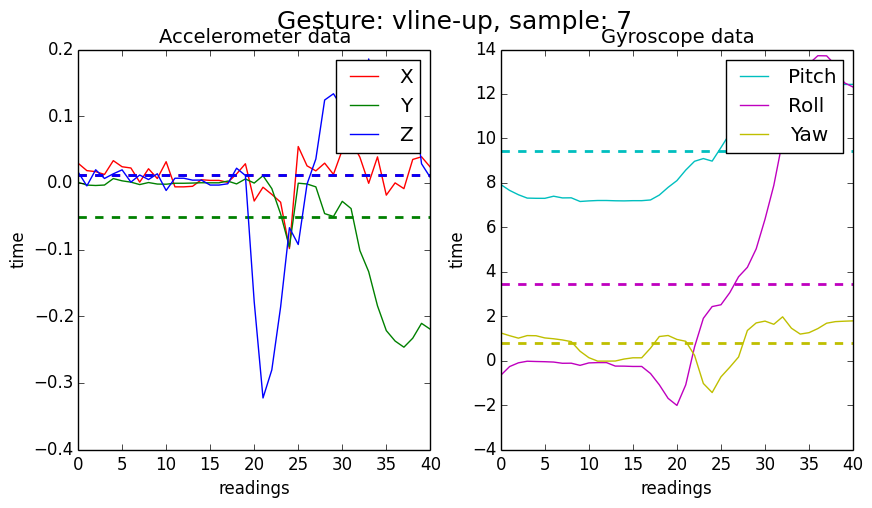 Gesture: vline-up, sample: 7
Accelerometer data
0.2
0.1
0.0
−0.1
−0.2
−0.3
−0.4
time
0 5 10 15 20 25 30 35 40
readings
X
Y
Z
Gyroscope data
14
12
10
8
6
4
2
0
−2
−4
time
0 5 10 15 20 25 30 35 40
readings
Pitch
Roll
Yaw